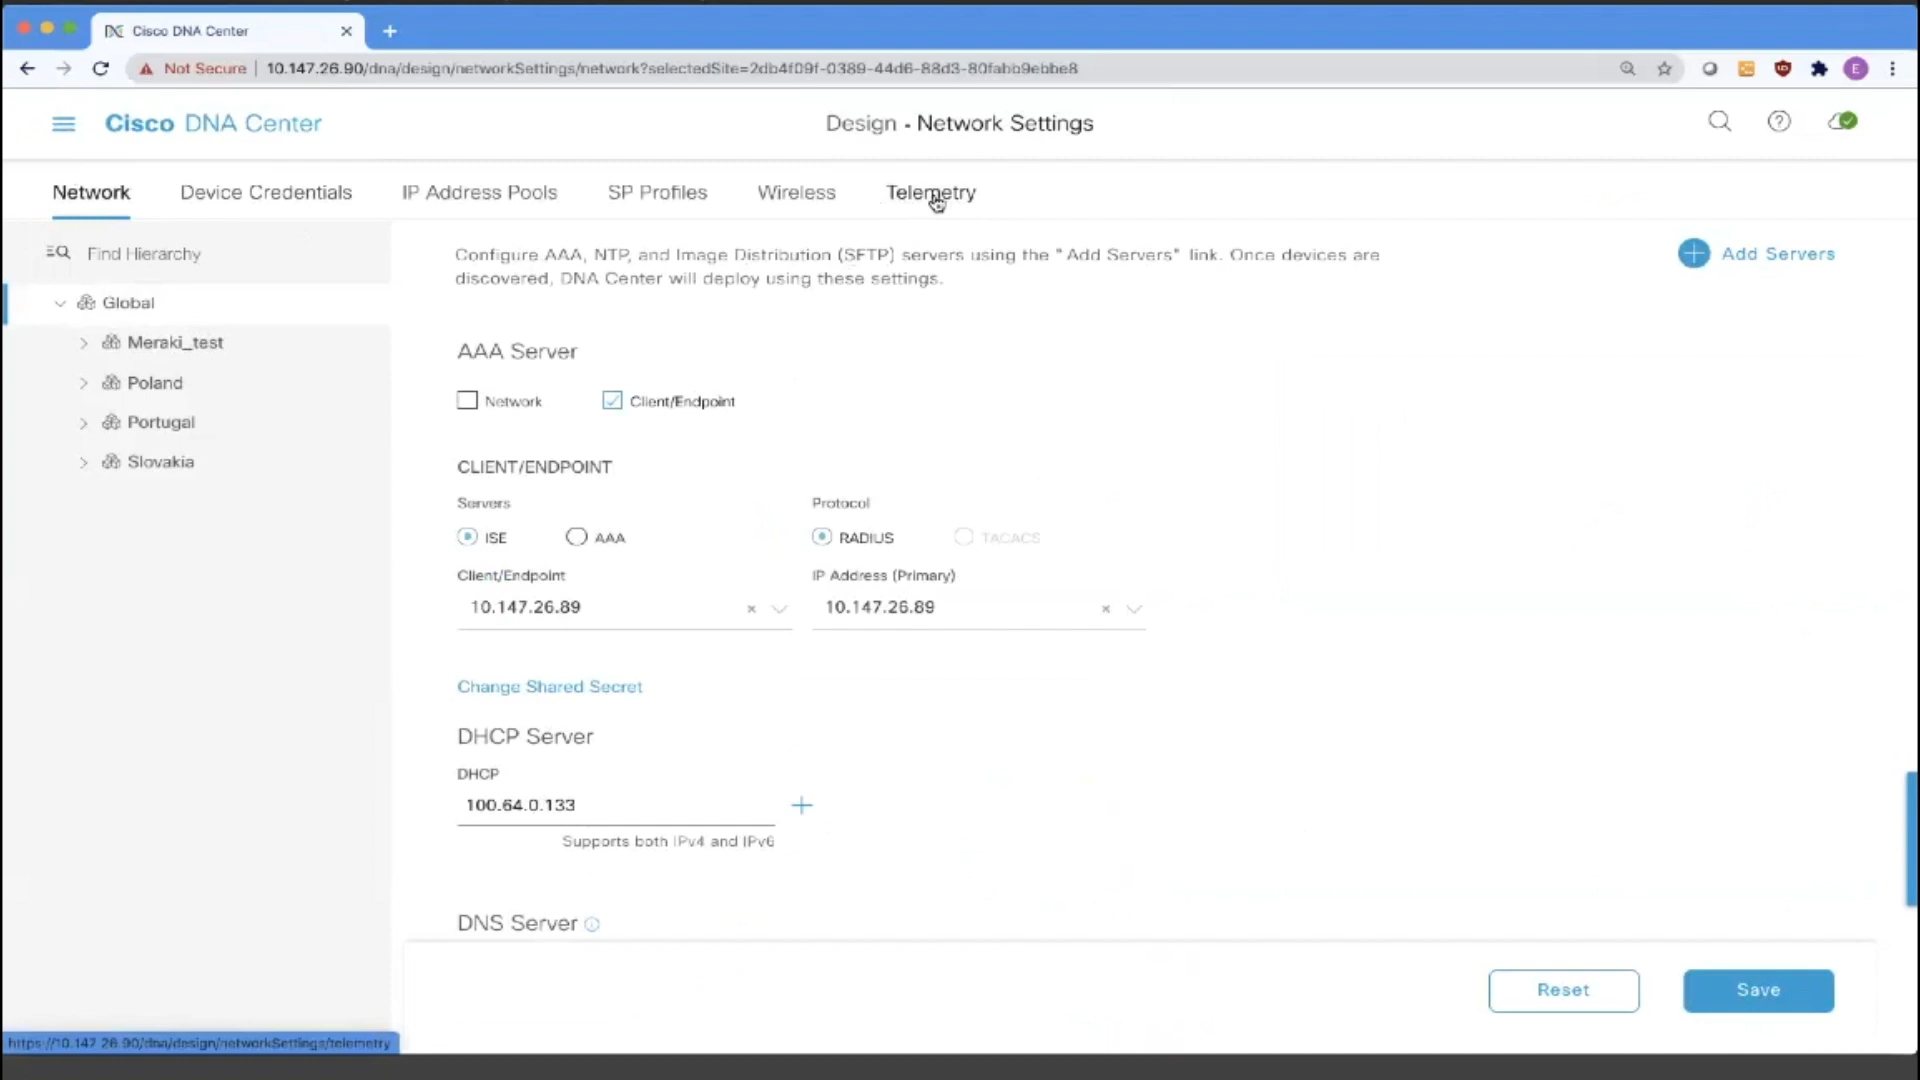 Cisco DNA Center
Not Secure | 10.147.26.90/dna/design/networkSettings/network?selectedSite=2db4f09f-0389-44d6-88d3-80fabb9ebbe8
E
Cisco DNA Center
Design - Network Settings
Network
Device Credentials
IP Address Pools
SP Profiles
Wireless
Telemetry
Find Hierarchy
Global
Meraki_test
Poland
Portugal
Slovakia
Configure AAA, NTP, and Image Distribution (SFTP) servers using the "Add Servers" link. Once devices are
discovered, DNA Center will deploy using these settings.
Add Servers
AAA Server
Network
Client/Endpoint
CLIENT/ENDPOINT
Servers
Protocol
ISE
AAA
RADIUS
TACACS
Client/Endpoint
IP Address (Primary)
10.147.26.89
10.147.26.89
Change Shared Secret
DHCP Server
DHCP
100.64.0.133
Supports both IPv4 and IPv6
DNS Server
Reset
Save
https://10.147.26.90/dna/design/networkSettings/telemetry